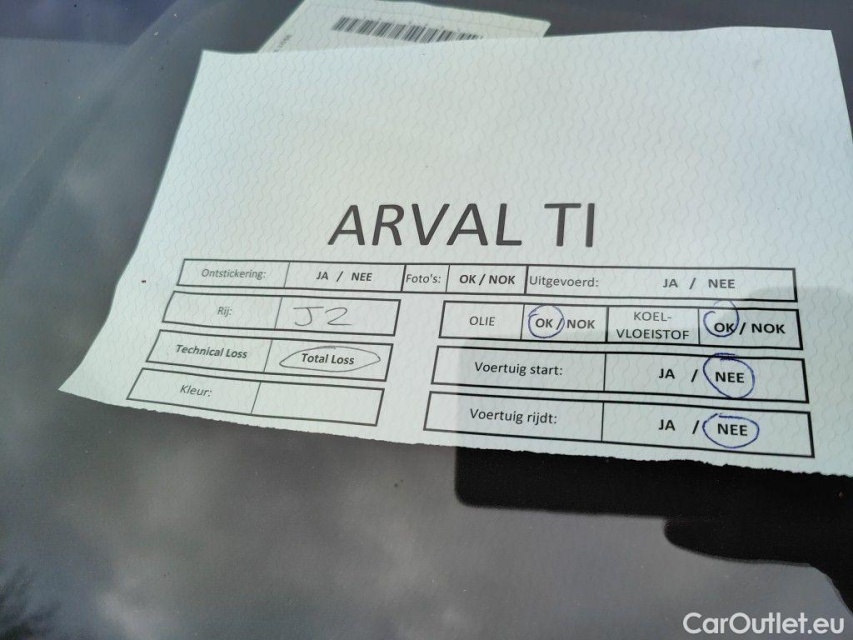 ARVAL TI
Ontstickering: JA / NEE Foto's: OK / NOK Uitgevoerd: JA / NEE
Rij: J2
Technical Loss Total Loss
Kleur:
OLIE OK / NOK KOEL-
VLOEISTOF OK / NOK
Voertuig start: JA / NEE
Voertuig rijdt: JA / NEE
CarOutlet.eu